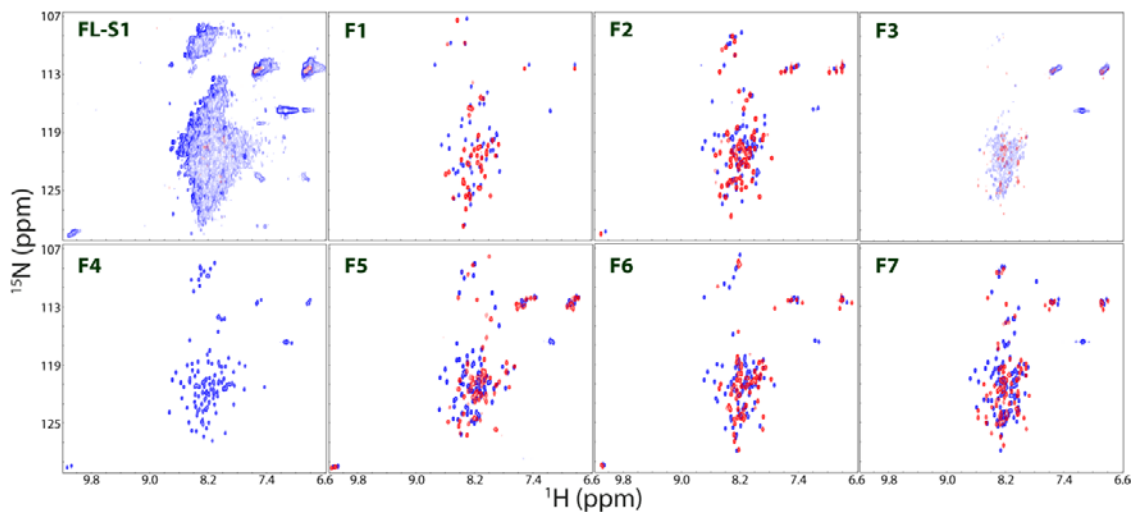 FL-S1 F1 F2 F3
107
113
119
125
F4 F5 F6 F7
107
113
119
125
¹⁵N (ppm)
9.8 9.0 8.2 7.4 6.6 9.8 9.0 8.2 7.4 6.6 9.8 9.0 8.2 7.4 6.6 9.8 9.0 8.2 7.4 6.6
¹H (ppm)